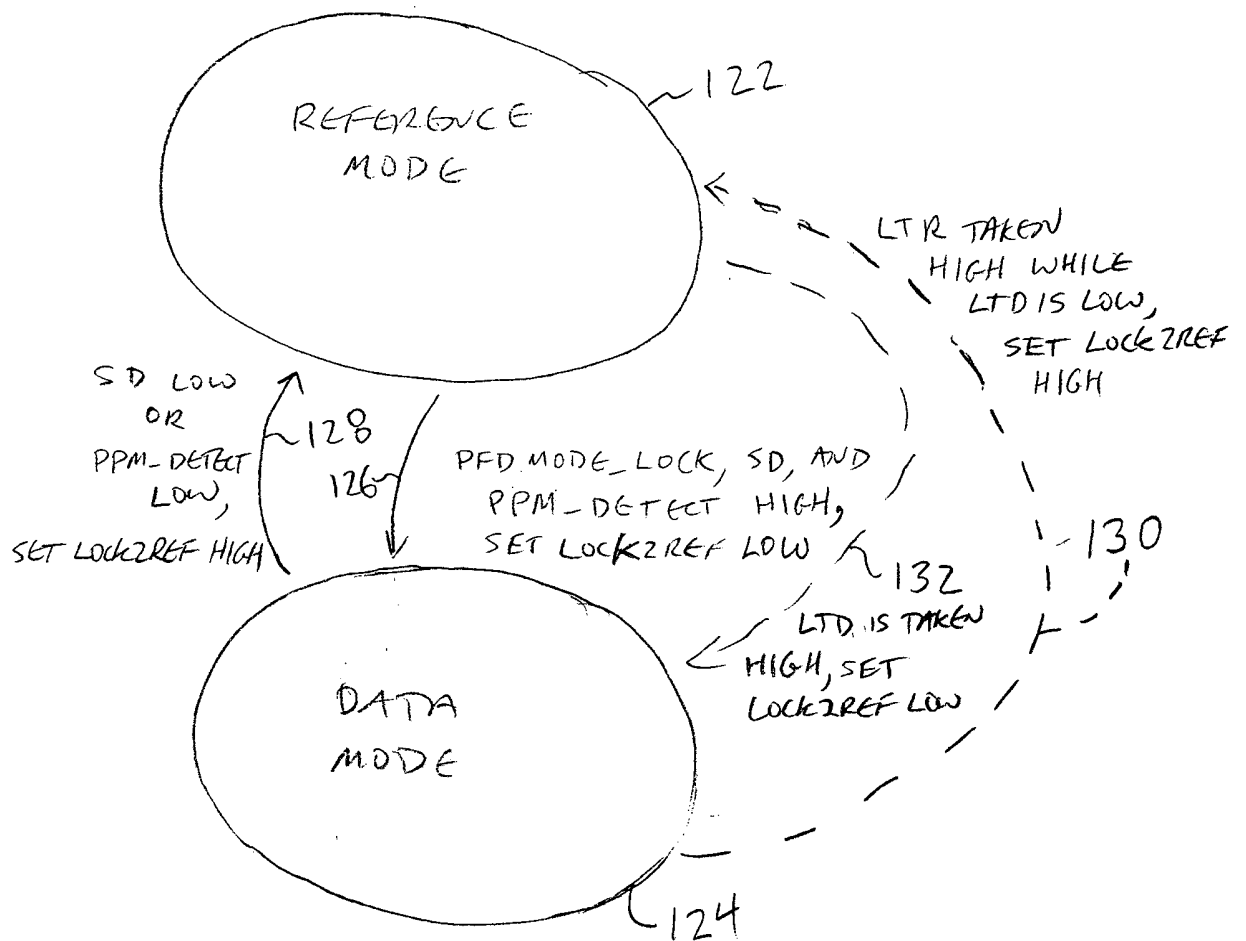 122
REFERENCE
MODE
LTR TAKEN
HIGH WHILE
LTD IS LOW,
SET LOCK2REF
HIGH
SD LOW
OR
PPM_DETECT
LOW,
SET LOCK2REF HIGH
128
126
PFD.MODE_LOCK, SD, AND
PPM_DETECT HIGH,
SET LOCK2REF LOW
130
132
LTD IS TAKEN
HIGH, SET
LOCK2REF LOW
DATA
MODE
124